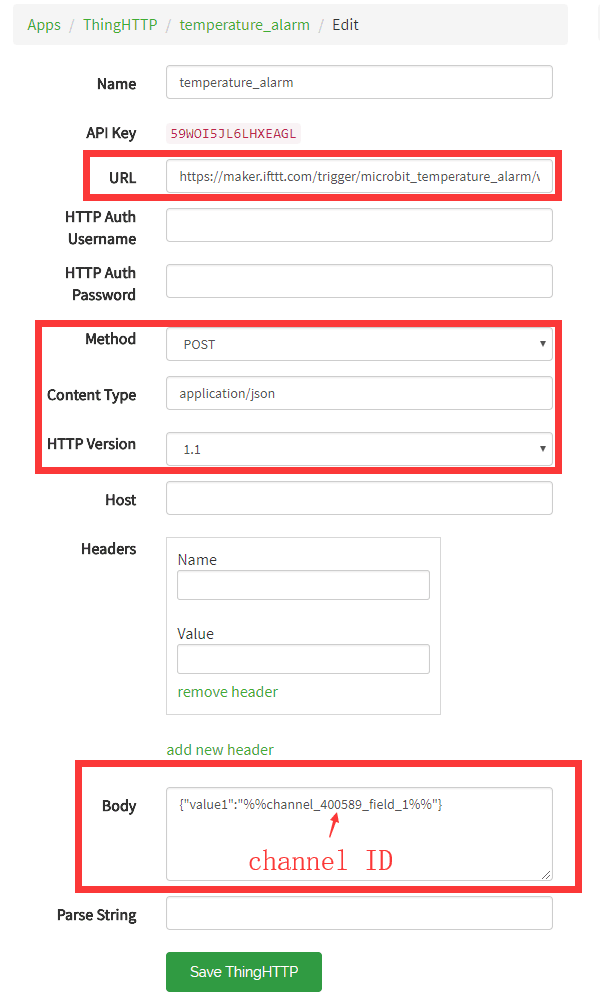 Apps / ThingHTTP / temperature_alarm / Edit
Name temperature_alarm
API Key 59WOI5JL6LHXEAGL
URL https://maker.ifttt.com/trigger/microbit_temperature_alarm/
HTTP Auth
Username
HTTP Auth
Password
Method POST
Content Type application/json
HTTP Version 1.1
Host
Headers
Name
Value
remove header
add new header
Body {"value1":"%%channel_400589_field_1%%"}
channel ID
Parse String
Save ThingHTTP